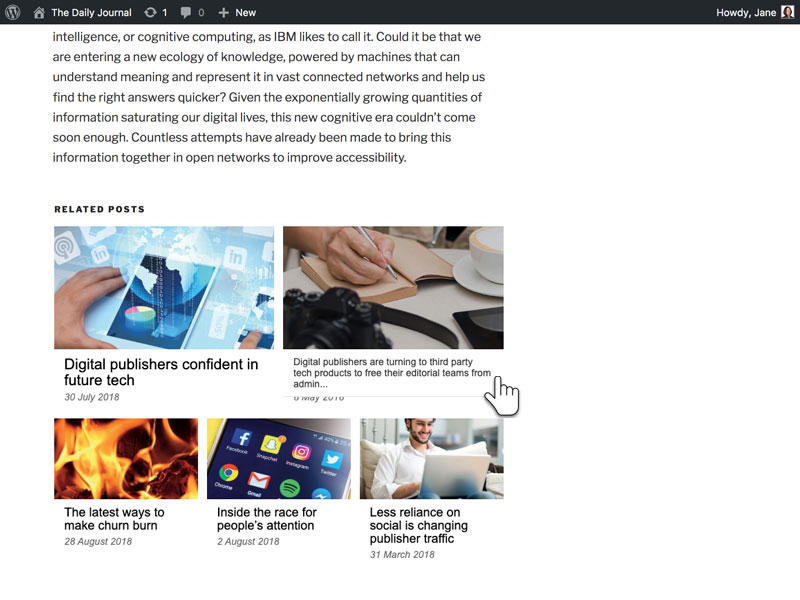 The Daily Journal 1 0 New Howdy, Jane
intelligence, or cognitive computing, as IBM likes to call it. Could it be that we
are entering a new ecology of knowledge, powered by machines that can
understand meaning and represent it in vast connected networks and help us
find the right answers quicker? Given the exponentially growing quantities of
information saturating our digital lives, this new cognitive era couldn't come
soon enough. Countless attempts have already been made to bring this
information together in open networks to improve accessibility.
RELATED POSTS
in
in
Digital publishers confident in
future tech
30 July 2018
Digital publishers are turning to third party
tech products to free their editorial teams from
admin...
8 May 2018
Facebook
Snapchat
Instagram
Twitter
Chrome
Gmail
The latest ways to
make churn burn
28 August 2018
Inside the race for
people's attention
2 August 2018
Less reliance on
social is changing
publisher traffic
31 March 2018